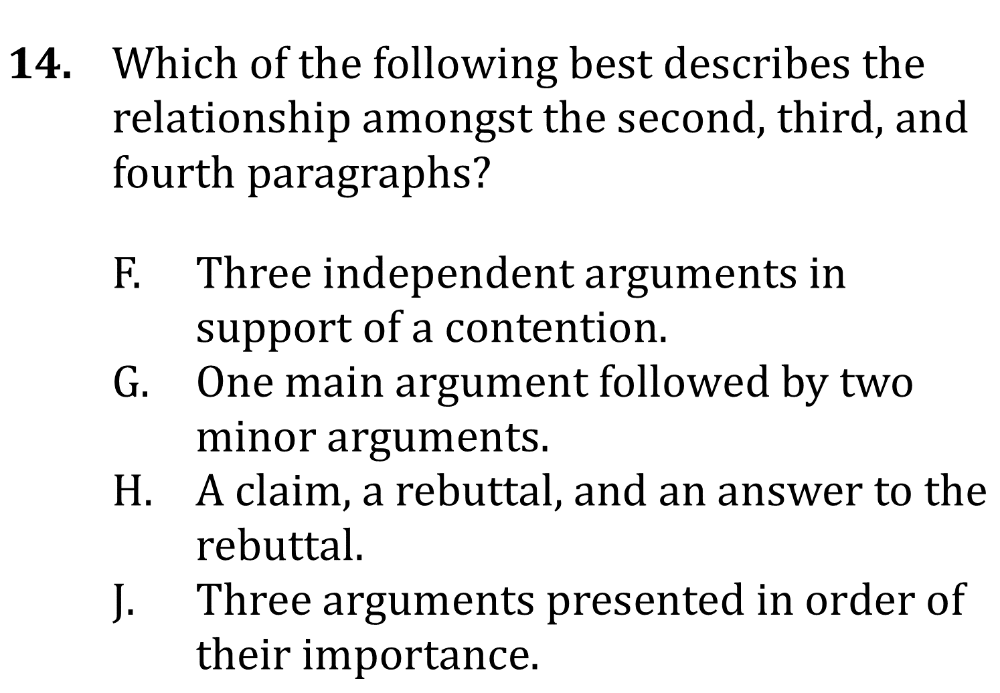 14. Which of the following best describes the
relationship amongst the second, third, and
fourth paragraphs?
F. Three independent arguments in
support of a contention.
G. One main argument followed by two
minor arguments.
H. A claim, a rebuttal, and an answer to the
rebuttal.
J. Three arguments presented in order of
their importance.